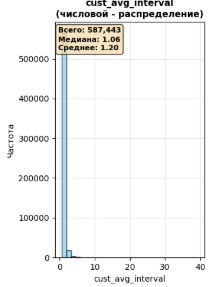 cust_avg_interval
(числовой - распределение)
Всего: 587,443
Медиана: 1.06
Среднее: 1.20
500000
400000
300000
200000
100000
0
Частота
0 10 20 30 40
cust_avg_interval